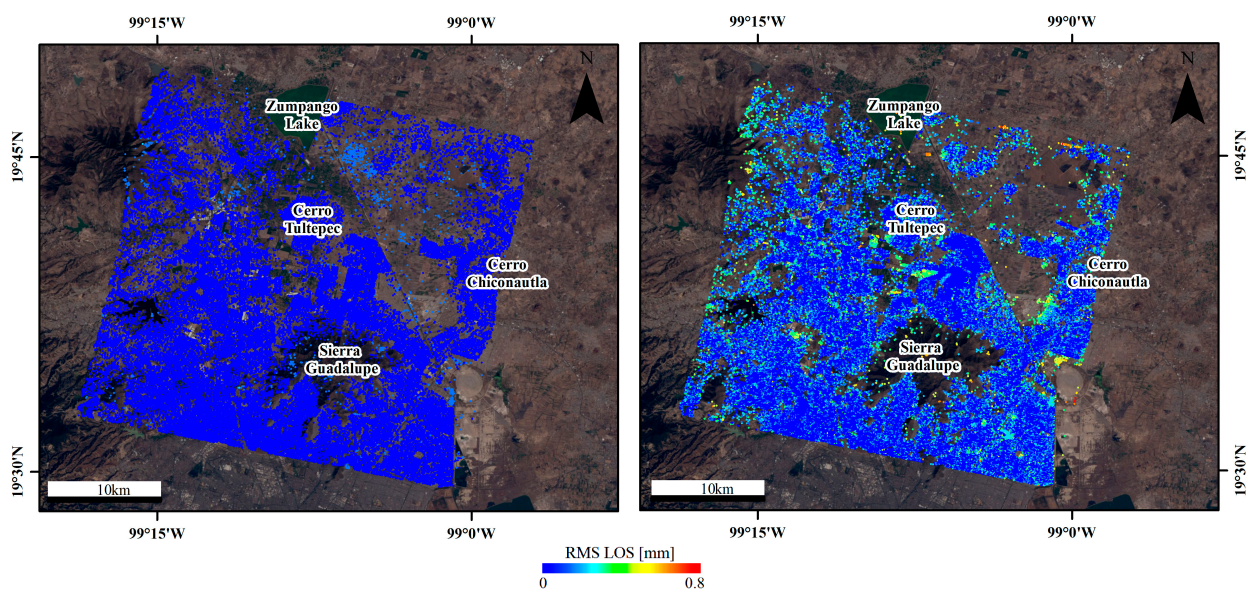 99°15'W
99°0'W
99°15'W
99°0'W
N
N
Zumpango
Lake
Zumpango
Lake
19°45'N
19°45'N
Cerro
Tultepec
Cerro
Tultepec
Cerro
Chiconautla
Cerro
Chiconautla
Sierra
Guadalupe
Sierra
Guadalupe
19°30'N
19°30'N
10km
10km
99°15'W
99°0'W
99°15'W
99°0'W
RMS LOS [mm]
0
0.8